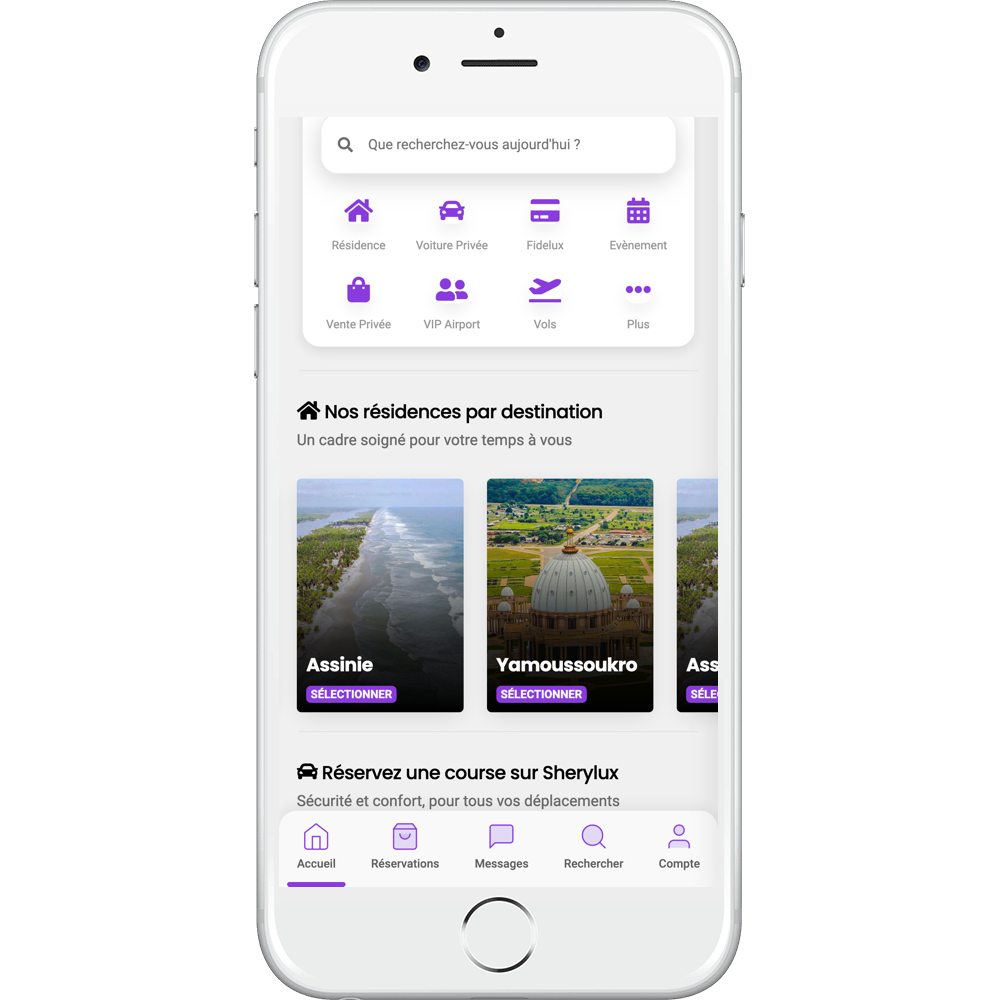 Que recherchez-vous aujourd'hui ?
Résidence
Voiture Privée
Fidelux
Evènement
Vente Privée
VIP Airport
Vols
Plus
Nos résidences par destination
Un cadre soigné pour votre temps à vous
Assinie
Yamoussoukro
Ass
SÉLECTIONNER
SÉLECTIONNER
SÉLE
Réservez une course sur Sherylux
Sécurité et confort, pour tous vos déplacements
Accueil
Réservations
Messages
Rechercher
Compte